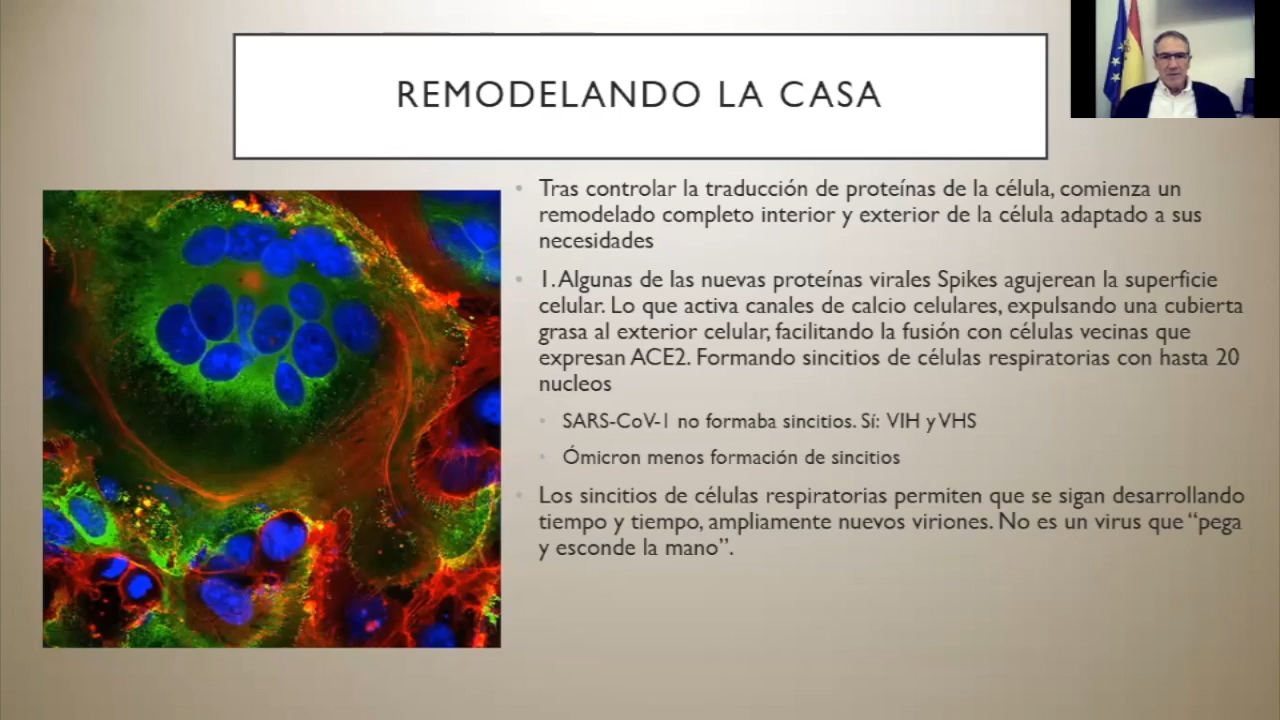 REMODELANDO LA CASA
Tras controlar la traducción de proteínas de la célula, comienza un
remodelado completo interior y exterior de la célula adaptado a sus
necesidades
1. Algunas de las nuevas proteínas virales Spikes agujerean la superficie
celular. Lo que activa canales de calcio celulares, expulsando una cubierta
grasa al exterior celular, facilitando la fusión con células vecinas que
expresan ACE2. Formando sincitios de células respiratorias con hasta 20
nucleos
SARS-CoV-1 no formaba sincitios. Sí: VIH y VHS
Ómicron menos formación de sincitios
Los sincitios de células respiratorias permiten que se sigan desarrollando
tiempo y tiempo, ampliamente nuevos viriones. No es un virus que “pega
y esconde la mano”.